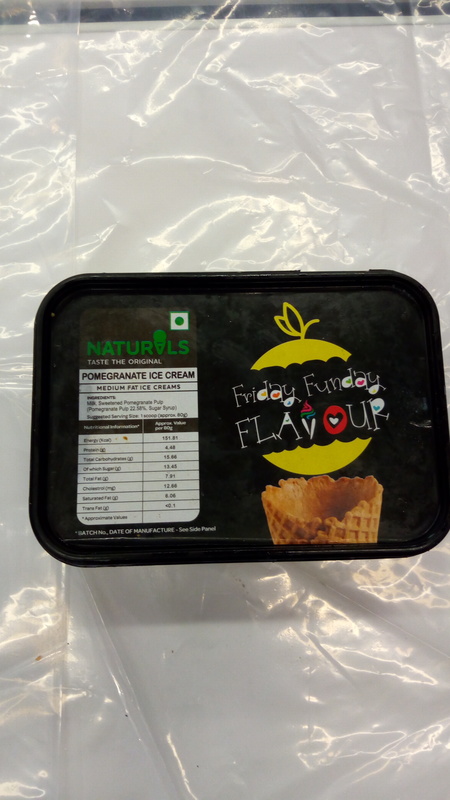 NATURALS
TASTE THE ORIGINAL
POMEGRANATE ICE CREAM
MEDIUM FAT ICE CREAMS
INGREDIENTS
Milk, Sweetened Pomegranate Pulp
(Pomegranate Pulp 22.58%, Sugar Syrup)
Suggested Serving Size: 1 scoop (approx. 80g)
Nutritional Information* Approx. Value per 80g
Energy (kcal) 151.81
Protein (g) 4.48
Total Carbohydrates (g) 15.66
Of which Sugar (g) 13.45
Total Fat (g) 7.91
Cholestrol (mg) 12.66
Saturated Fat (g) 6.06
Trans Fat (g) <0.1
* Approximate Values
*BATCH No., DATE OF MANUFACTURE - See Side Panel
Friday Funday
FLAVOUR